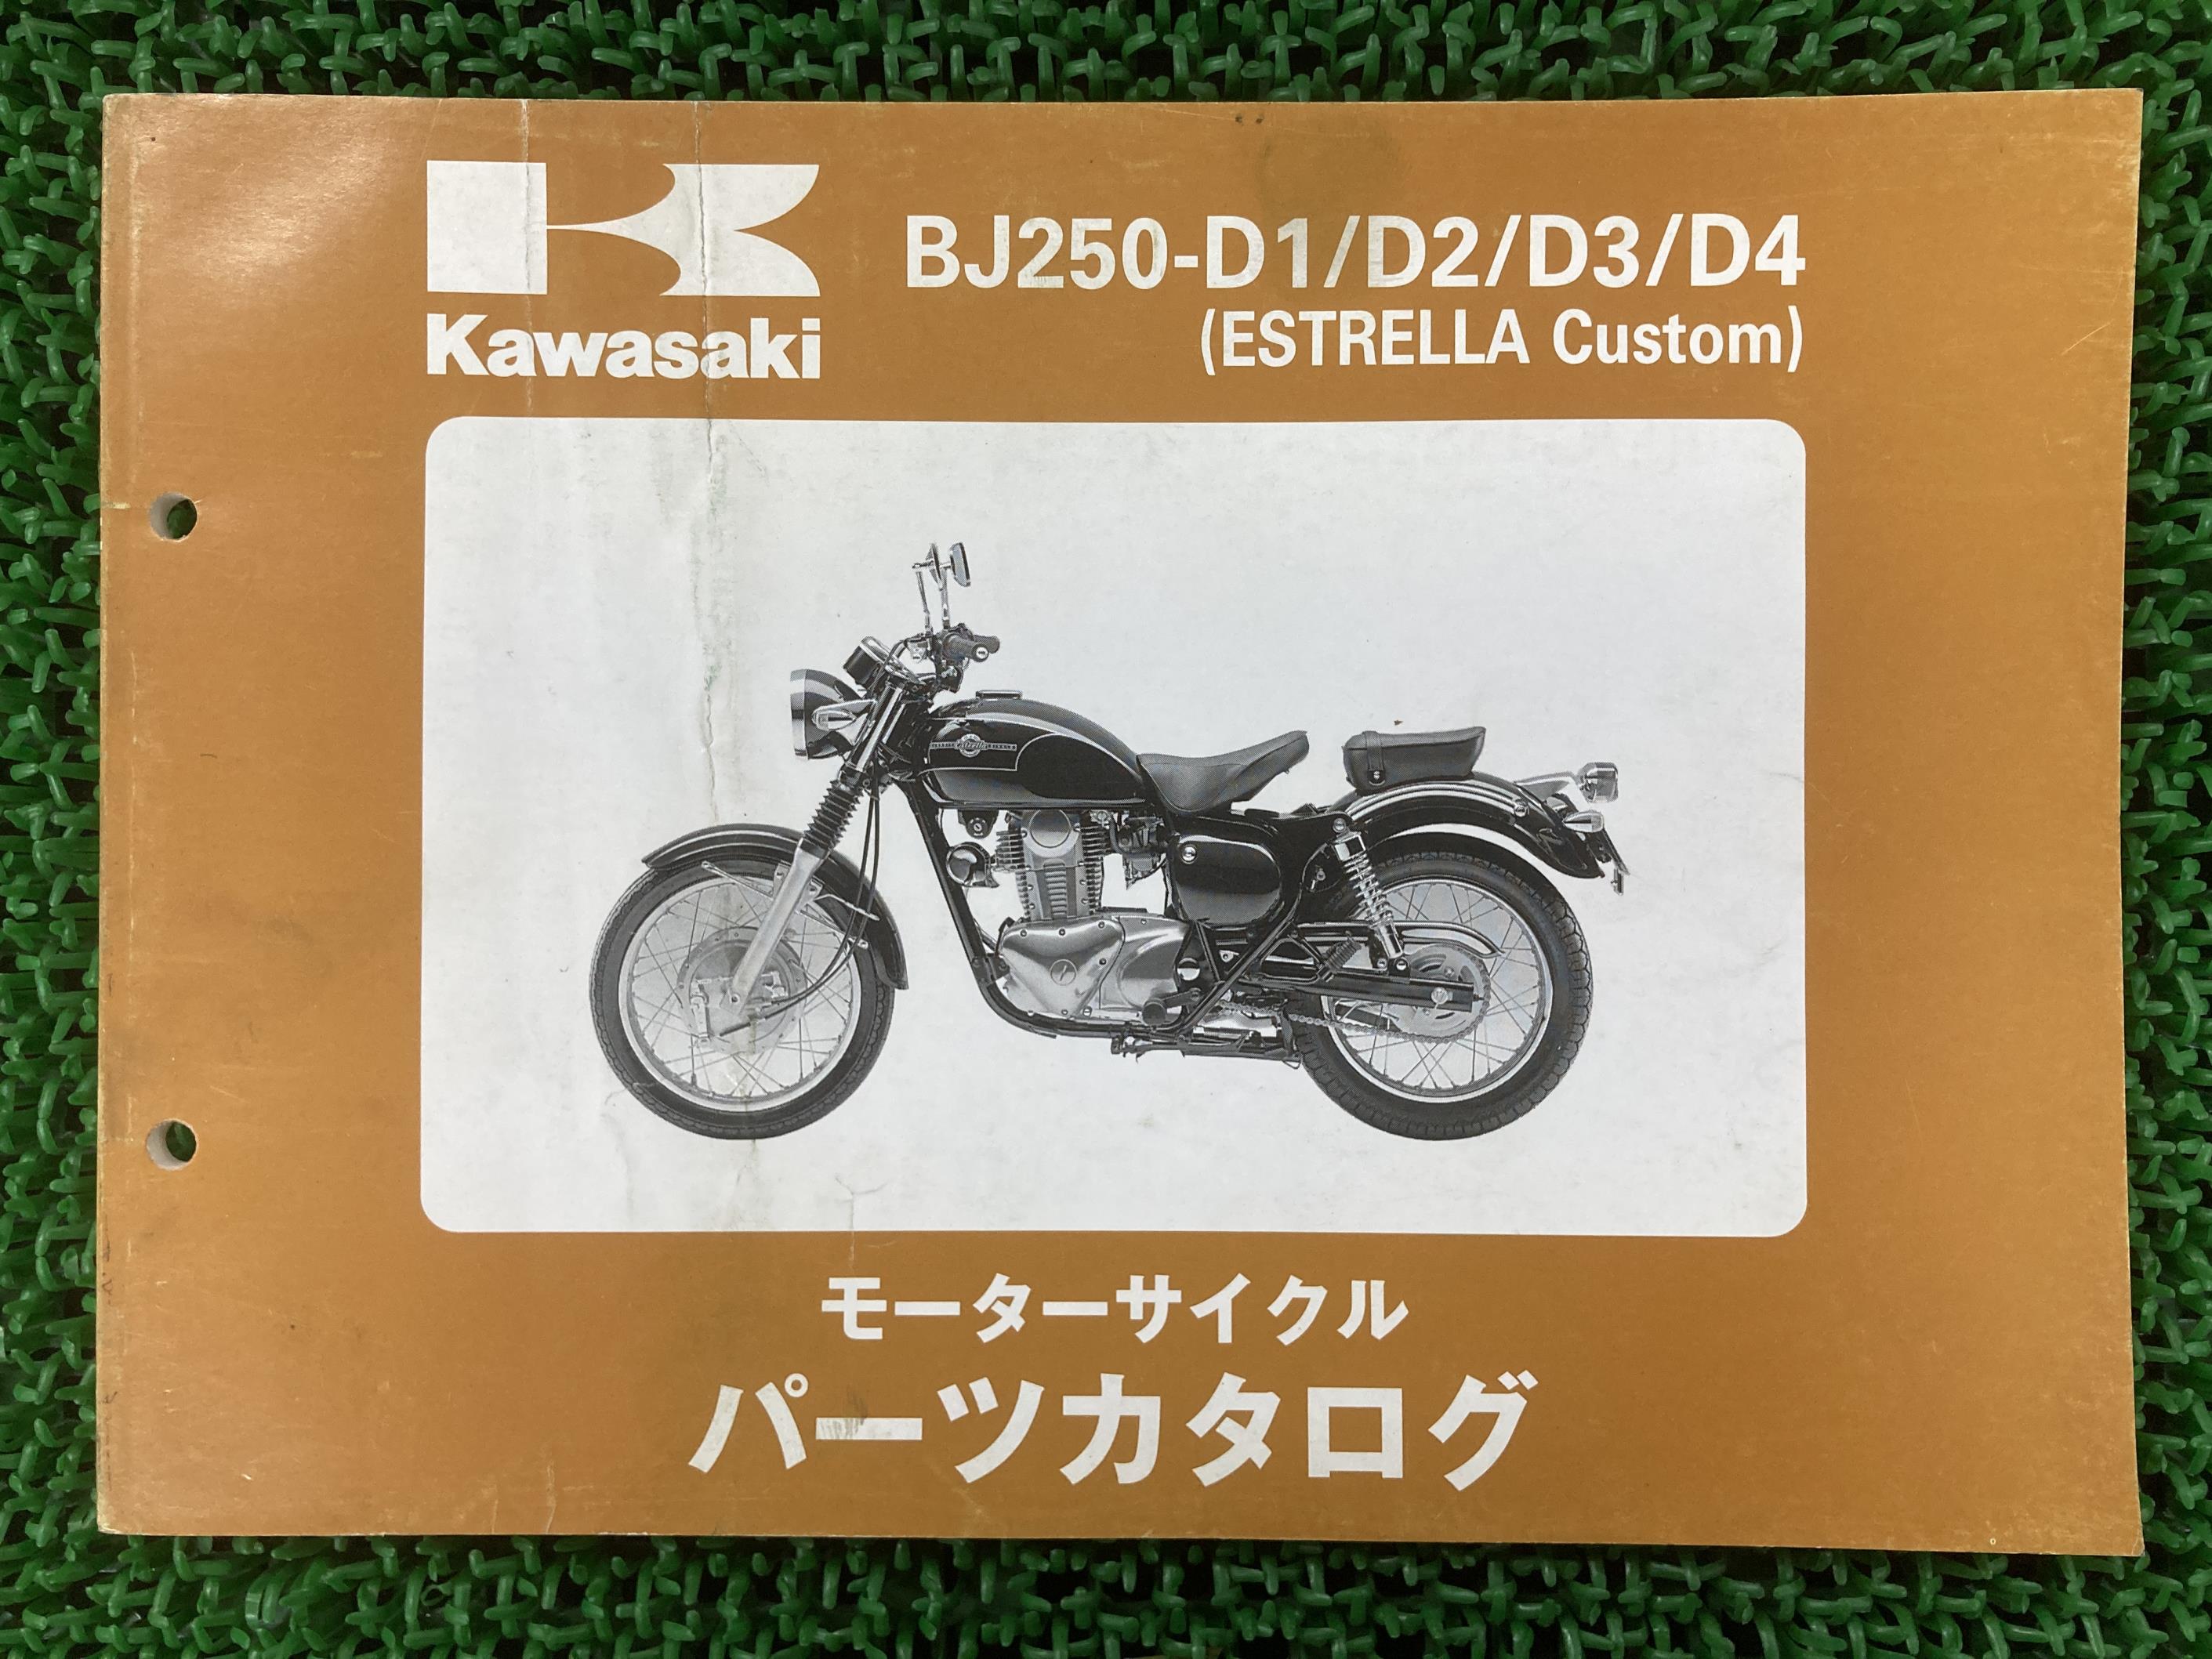 Kawasaki
BJ250-D1/D2/D3/D4
(ESTRELLA Custom)
モーターサイクル
パーツカタログ